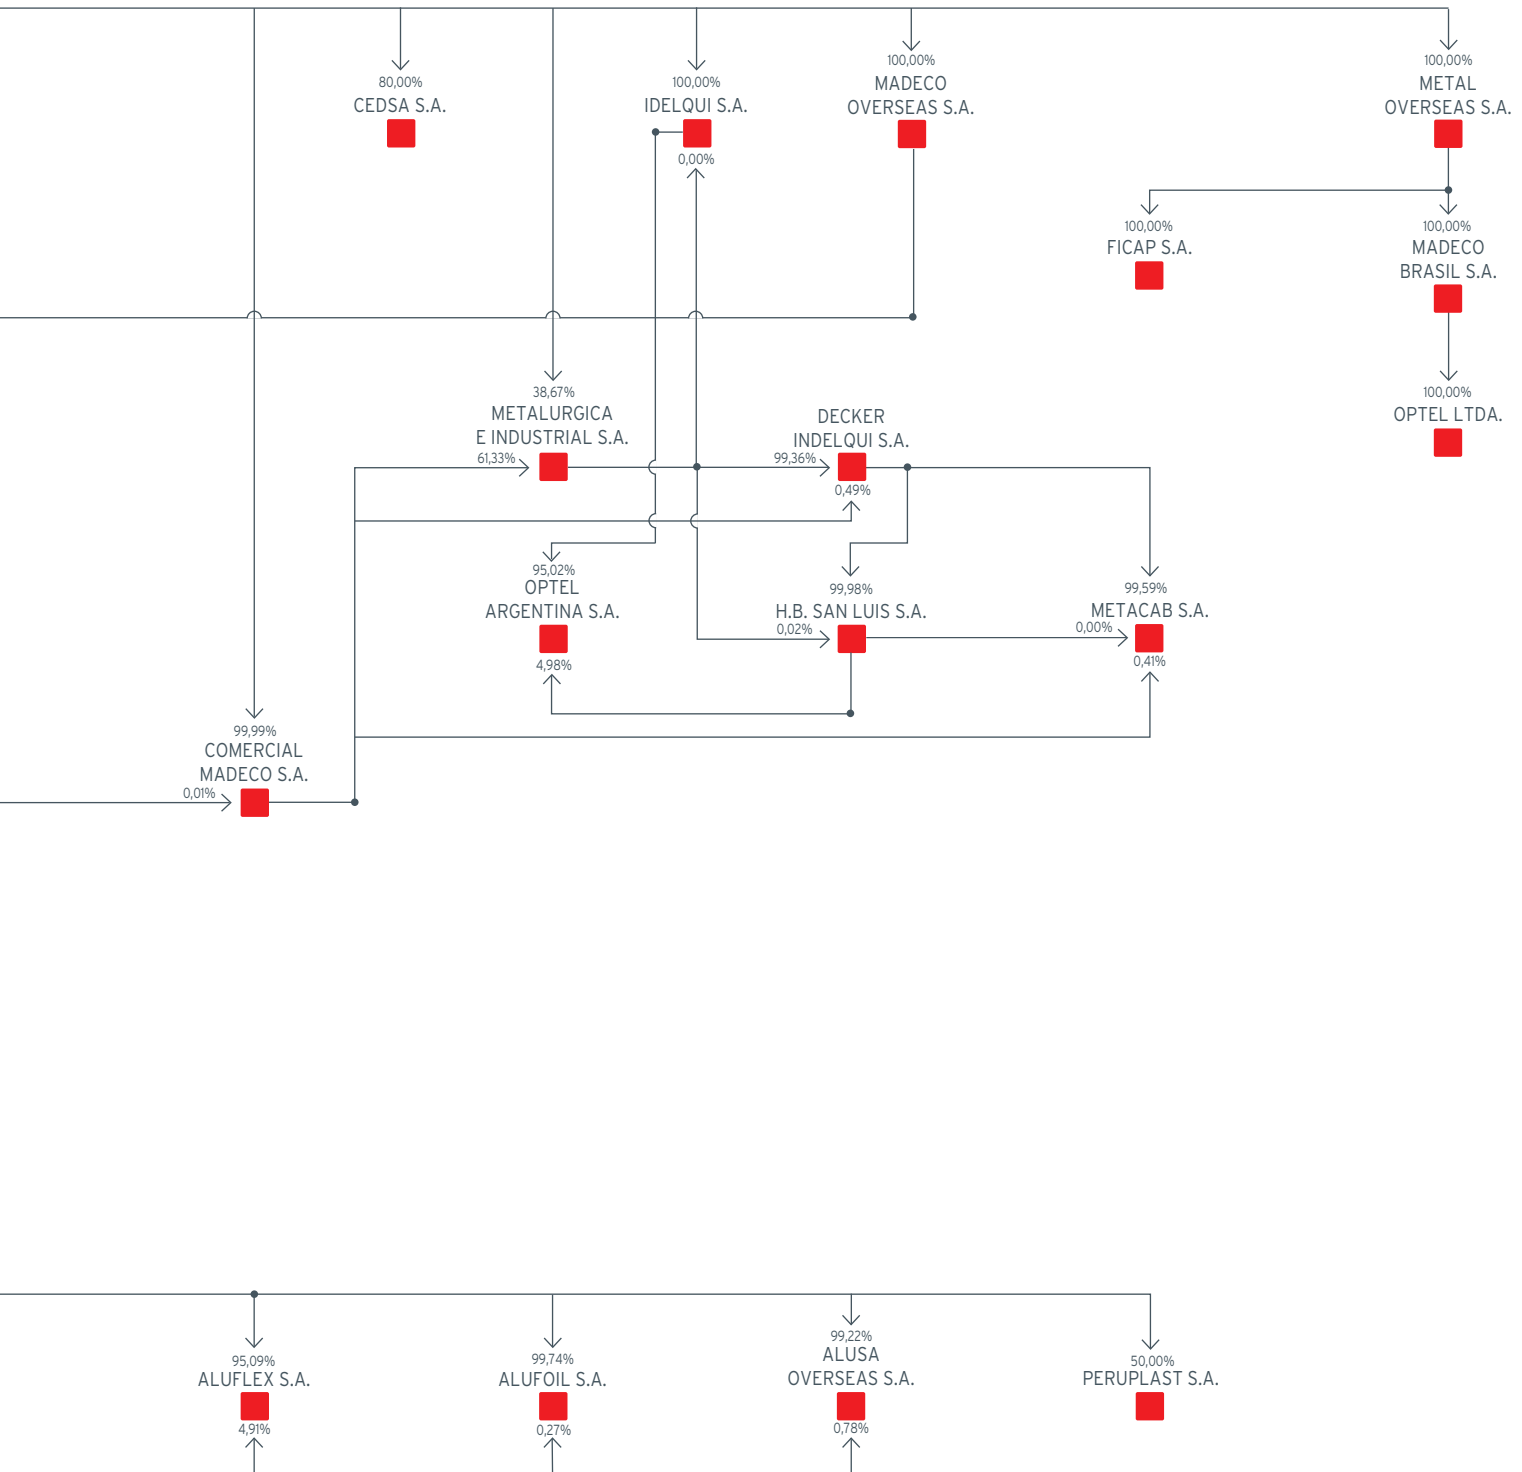 100,00%
MADECO
OVERSEAS S.A.
100,00%
METAL
OVERSEAS S.A.
80,00%
CEDSA S.A.
100,00%
IDELQUI S.A.
0,00%
100,00%
FICAP S.A.
100,00%
MADECO
BRASIL S.A.
38,67%
METALURGICA
E INDUSTRIAL S.A.
61,33%
DECKER
INDELQUI S.A.
99,36%
0,49%
100,00%
OPTEL LTDA.
95,02%
OPTEL
ARGENTINA S.A.
4,98%
99,98%
H.B. SAN LUIS S.A.
0,02%
99,59%
METACAB S.A.
0,00%
0,41%
99,99%
COMERCIAL
MADECO S.A.
0,01%
95,09%
ALUFLEX S.A.
4,91%
99,74%
ALUFOIL S.A.
0,27%
99,22%
ALUSA
OVERSEAS S.A.
0,78%
50,00%
PERUPLAST S.A.